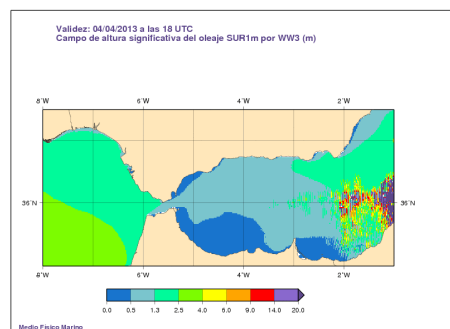 Validez: 04/04/2013 a las 18 UTC
Campo de altura significativa del oleaje SUR1m por WW3 (m)
8°W 6°W 4°W 2°W
36°N 36°N
8°W 6°W 4°W 2°W
0.0 0.5 1.3 2.5 4.0 6.0 9.0 14.0 20.0
Medio Fisico Marino